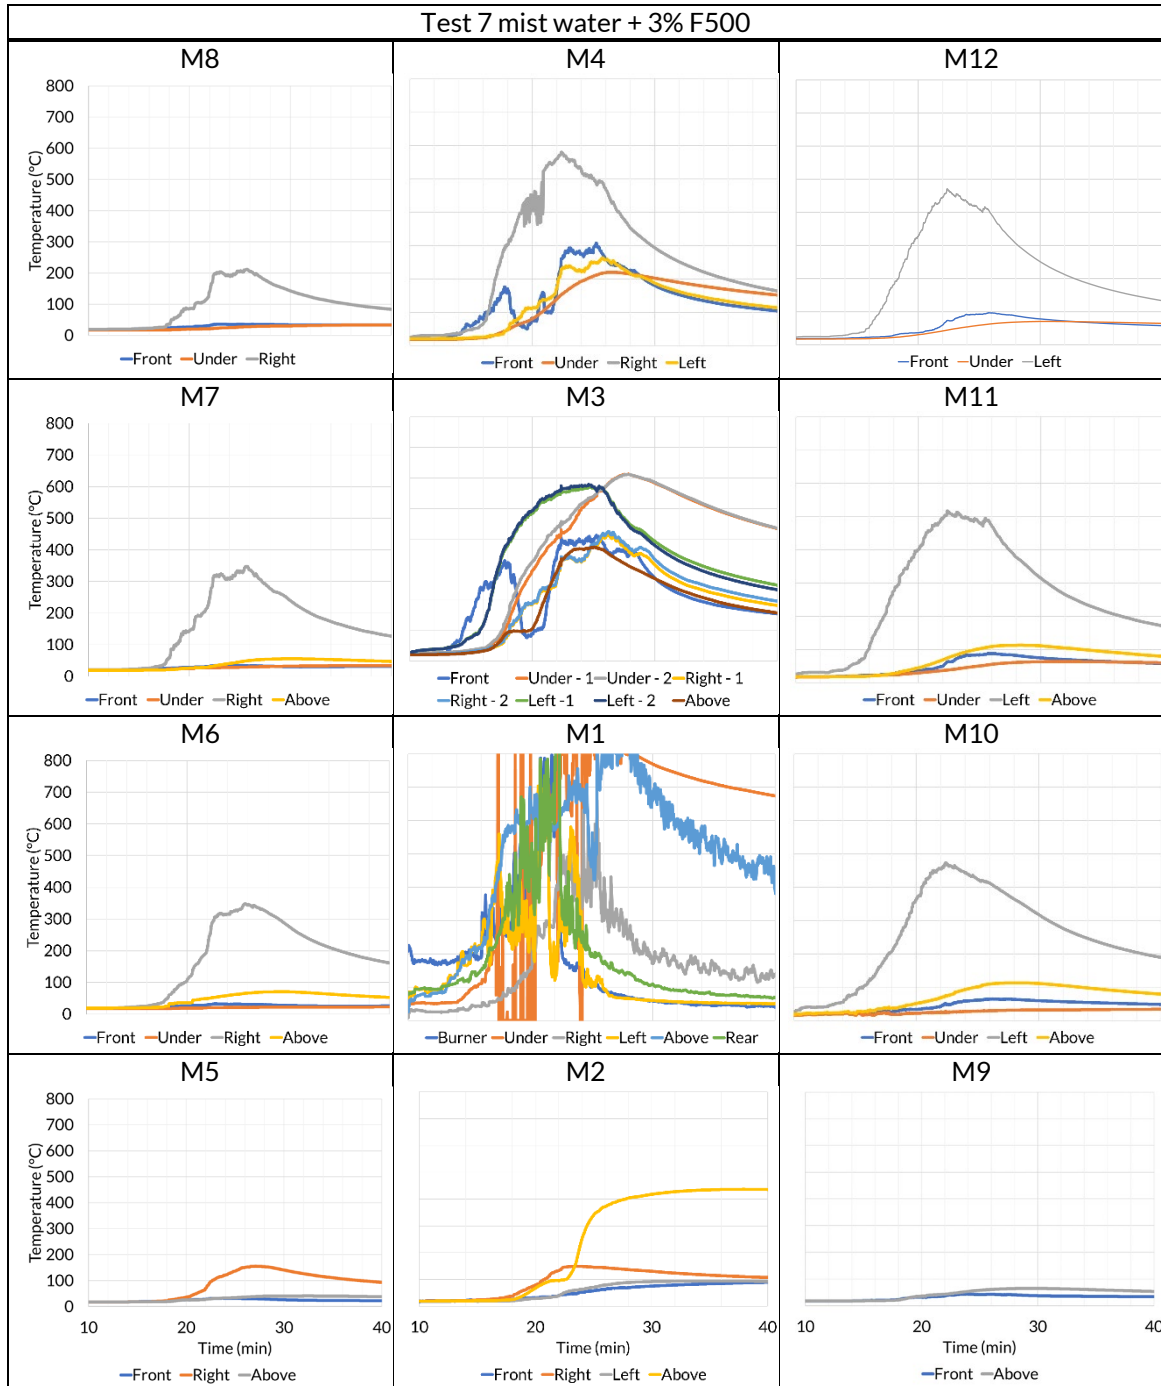 Test 7 mist water + 3% F500
M8
M4
M12
Temperature (°C)
800
700
600
500
400
300
200
100
0
Front Under Right
Front Under Right Left
Front Under Left
M7
M3
M11
Temperature (°C)
800
700
600
500
400
300
200
100
0
Front Under Right Above
Front Under - 1 Under - 2 Right - 1
Right - 2 Left -1 Left - 2 Above
Front Under Left Above
M6
M1
M10
Temperature (°C)
800
700
600
500
400
300
200
100
0
Front Under Right Above
Burner Under Right Left Above Rear
Front Under Left Above
M5
M2
M9
Temperature (°C)
800
700
600
500
400
300
200
100
0
10 20 30 40
Time (min)
Front Right Above
10 20 30 40
Time (min)
Front Right Left Above
10 20 30 40
Time (min)
Front Above